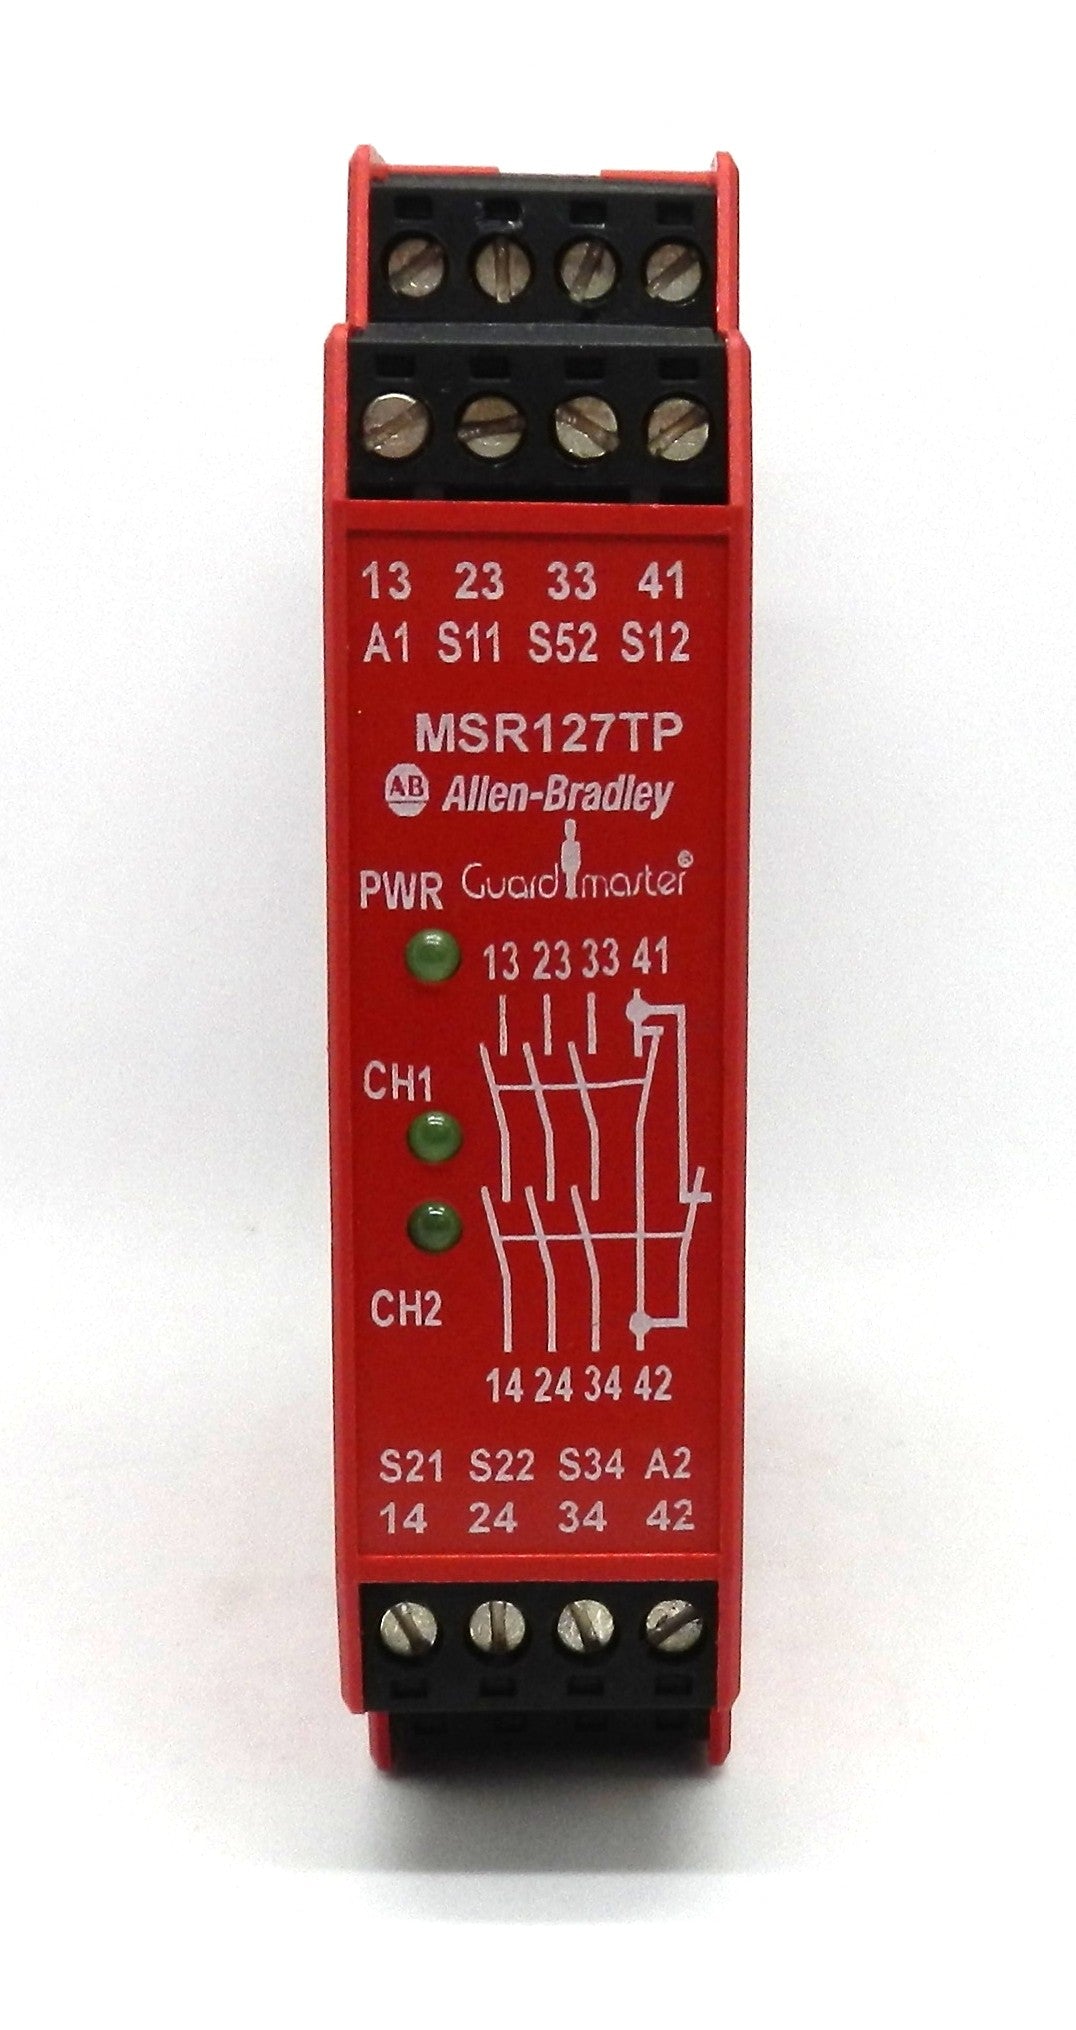 13 23 33 41
A1 S11 S52 S12
MSR127TP
AB Allen-Bradley
PWR Guardmaster®
13 23 33 41
CH1
CH2
14 24 34 42
S21 S22 S34 A2
14 24 34 42